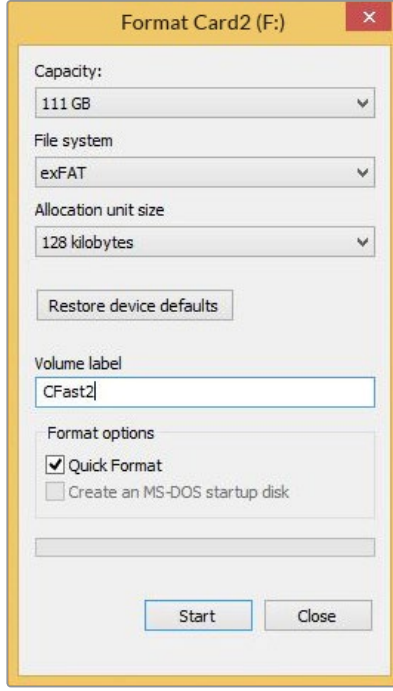 Format Card2 (F:)
Capacity:
111 GB
File system
exFAT
Allocation unit size
128 kilobytes
Restore device defaults
Volume label
CFast2
Format options
Quick Format
Create an MS-DOS startup disk
Start Close